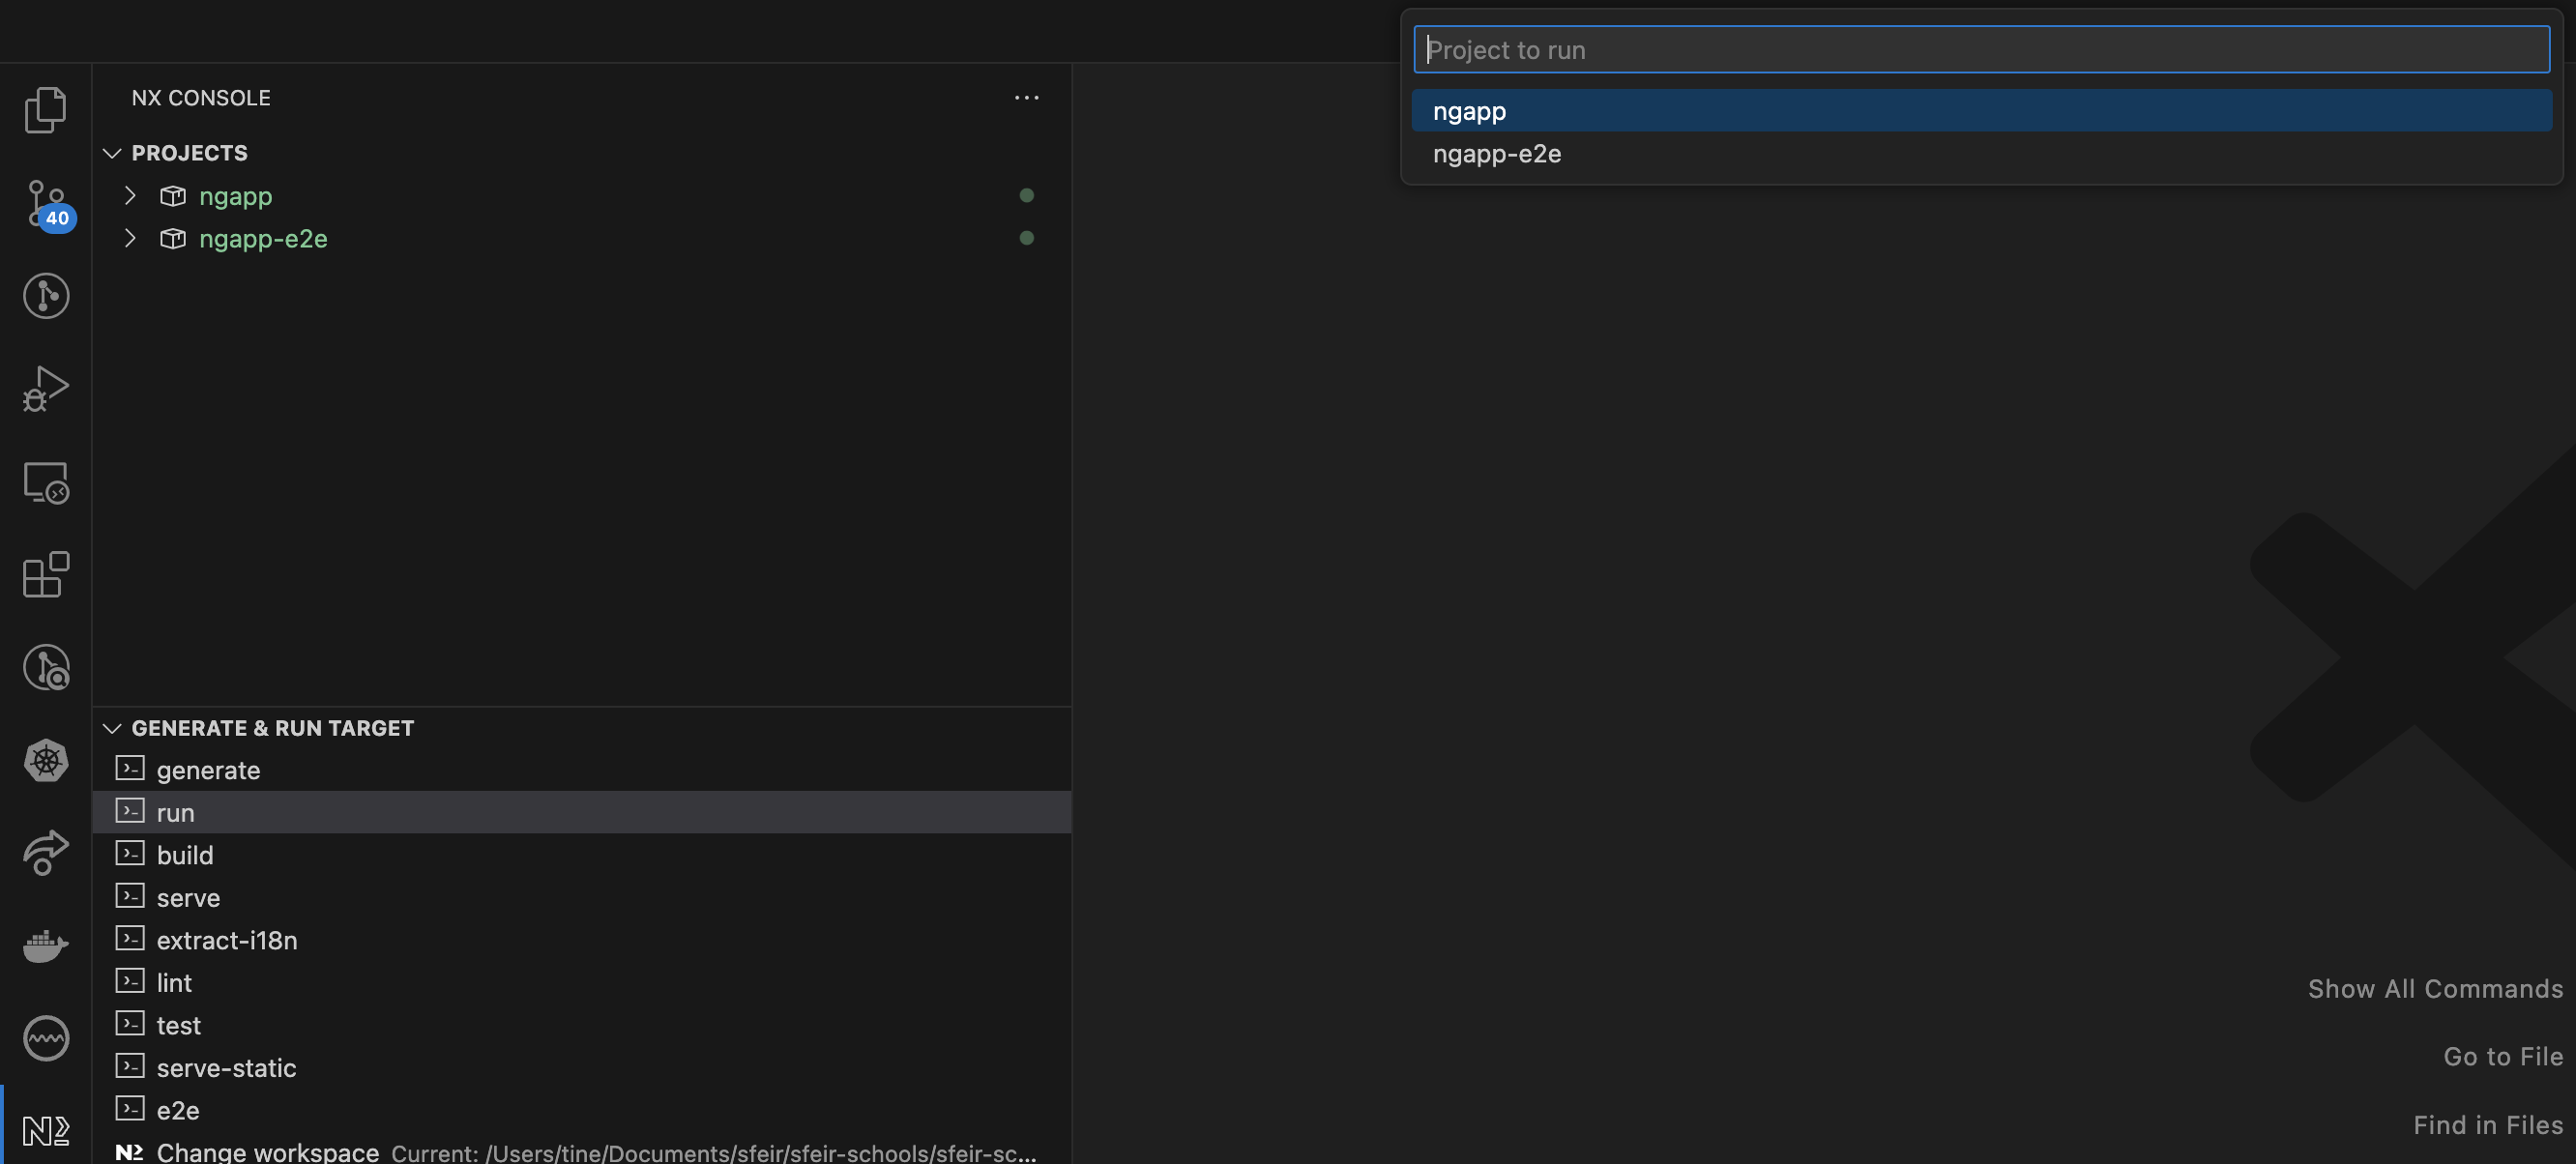 Project to run
ngapp
ngapp-e2e
NX CONSOLE
PROJECTS
ngapp
ngapp-e2e
40
GENERATE & RUN TARGET
generate
run
build
serve
extract-i18n
lint
test
serve-static
e2e
Change workspace Current: /Users/tine/Documents/sfeir/sfeir-schools/sfeir-sc...
Show All Commands
Go to File
Find in Files